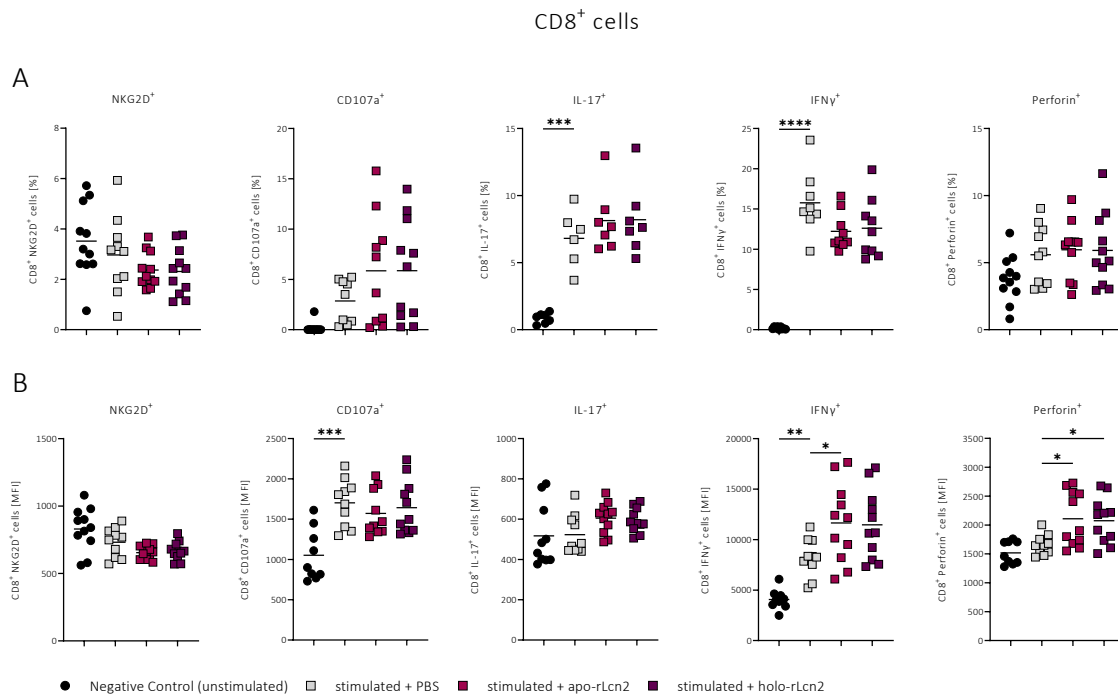 CD8+ cells
A
NKG2D+
CD107a+
IL-17+
IFNγ+
Perforin+
CD8+ NKG2D+ cells [%]
8
6
4
2
0
CD8+ CD107a+ cells [%]
20
15
10
5
0
CD8+ IL-17+ cells [%]
15
10
5
0
***
CD8+ IFNγ+ cells [%]
25
20
15
10
5
0
****
CD8+ Perforin+ cells [%]
15
10
5
0
B
NKG2D+
CD107a+
IL-17+
IFNγ+
Perforin+
CD8+ NKG2D+ cells [MFI]
1500
1000
500
0
CD8+ CD107a+ cells [MFI]
2500
2000
1500
1000
500
0
***
CD8+ IL-17+ cells [MFI]
1000
800
600
400
200
0
CD8+ IFNγ+ cells [MFI]
20000
15000
10000
5000
0
**
*
CD8+ Perforin+ cells [MFI]
3500
3000
2500
2000
1500
1000
500
0
*
*
Negative Control (unstimulated)
stimulated + PBS
stimulated + apo-rLcn2
stimulated + holo-rLcn2